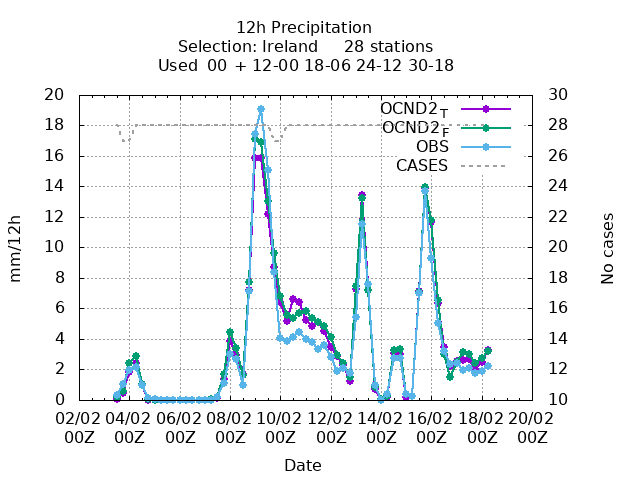 12h Precipitation
Selection: Ireland 28 stations
Used 00 + 12-00 18-06 24-12 30-18
20 30
18 28
16 26
14 24
12 22
10 20
8 18
6 16
4 14
2 12
0 10
OCND2T
OCND2F
OBS
CASES
mm/12h
No cases
02/02 04/02 06/02 08/02 10/02 12/02 14/02 16/02 18/02 20/02
00Z 00Z 00Z 00Z 00Z 00Z 00Z 00Z 00Z 00Z
Date